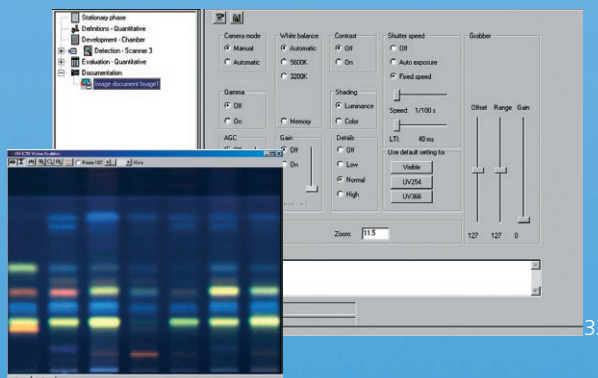 Stationary phase
Definitions - Quantitative
Development - Chamber
Detection - Scanner 3
Evaluation - Quantitative
Documentation
Image document Image1
Camera mode
Manual
Automatic
White balance
Automatic
5600K
3200K
Memory
Contrast
Off
On
Shutter speed
Off
Auto exposure
Fixed speed
Speed: 1/100 s
LTI: 40 ms
Grabber
Offset Range Gain
127 127 0
Gamma
Off
On
Shading
Luminance
Color
AGC
Gain
Off
On
Details
Off
Low
Normal
High
Use default setting for
Visible
UV254
UV366
Zoom: 11.5
Rotate 180°